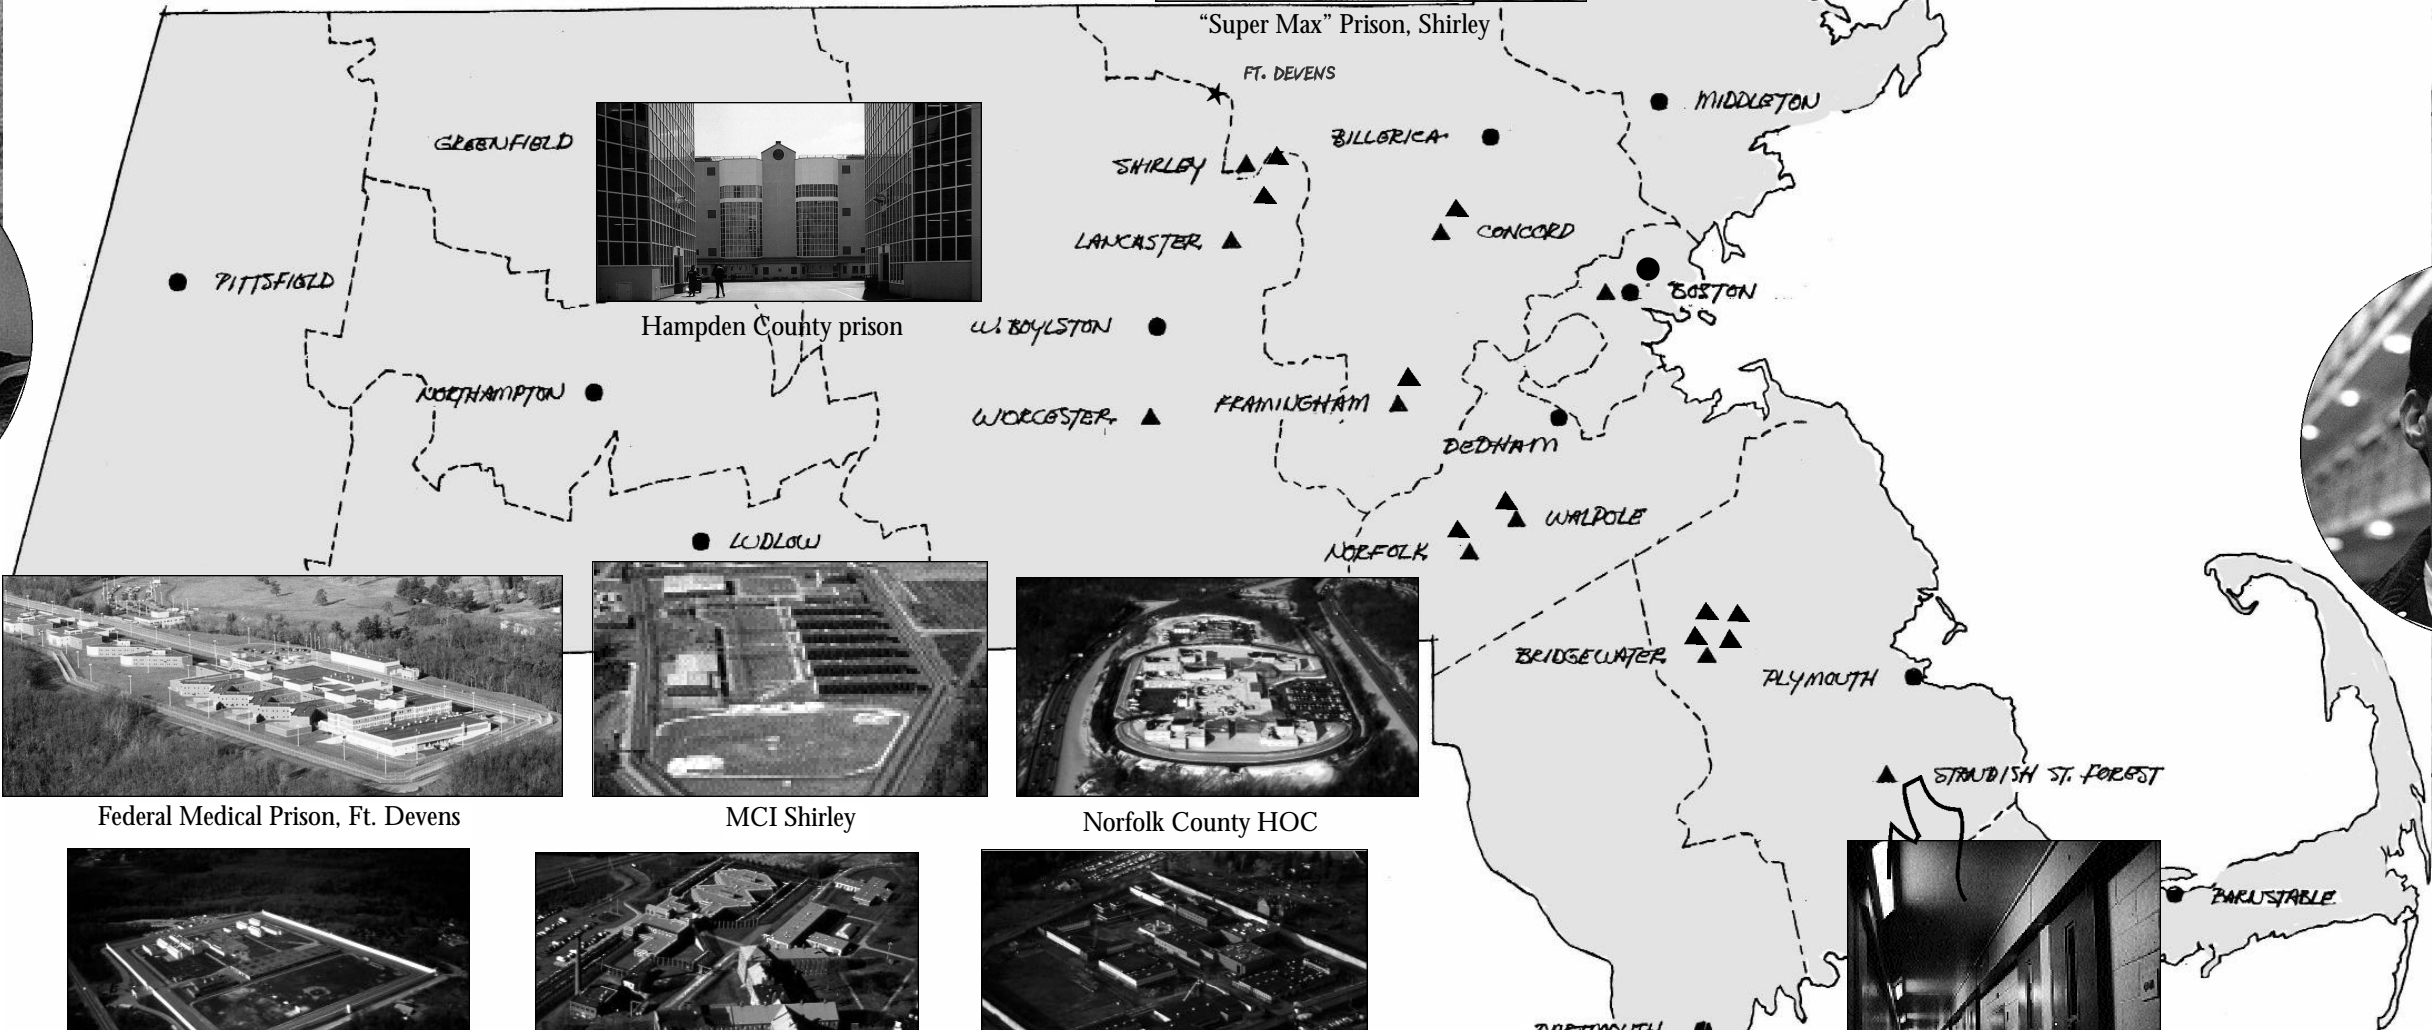 “Super Max” Prison, Shirley
FT. DEVENS
MIDDLETON
BILLERICA
GREENFIELD
SHIRLEY
CONCORD
LANCASTER
PITTSFIELD
BOSTON
Hampden County prison
W. BOYLSTON
NORTHAMPTON
FRAMINGHAM
WORCESTER
DEDHAM
WALPOLE
LUDLOW
NORFOLK
BRIDGEWATER
PLYMOUTH
STANDISH ST. FOREST
Federal Medical Prison, Ft. Devens
MCI Shirley
Norfolk County HOC
BARNSTABLE
DARTMOUTH